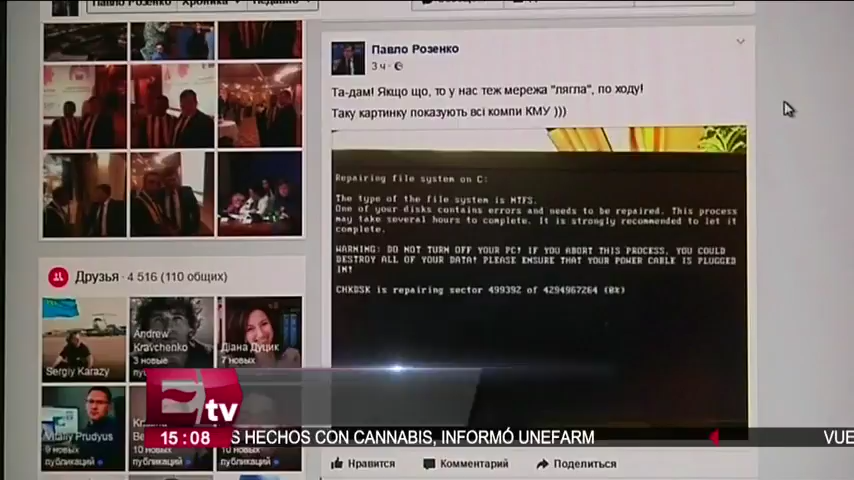 Павло Розенко
Хроника
Недавно
Павло Розенко
3 ч ·
Та-дам! Якщо що, то у нас теж мережа "лягла", по ходу!
Таку картинку показують всі компи КМУ )))
Repairing file system on C:
The type of the file system is NTFS.
One of your disks contains errors and needs to be repaired. This process
may take several hours to complete. It is strongly recommended to let it
complete.
WARNING: DO NOT TURN OFF YOUR PC! IF YOU ABORT THIS PROCESS, YOU COULD
DESTROY ALL OF YOUR DATA! PLEASE ENSURE THAT YOUR POWER CABLE IS PLUGGED
IN!
CHKDSK is repairing sector 499392 of 4294967264 (0%)
Друзья · 4 516 (110 общих)
Sergiy Karazy
Andrew
Kravchenko
3 новые
Діана Дуцик
7 новых
Vitaliy Prudyus
9 новых
публикаций
10 новых
публикаций
10 новых
публикаций
E tv
15:08
S HECHOS CON CANNABIS, INFORMÓ UNEFARM
VUE
Нравится
Комментарий
Поделиться